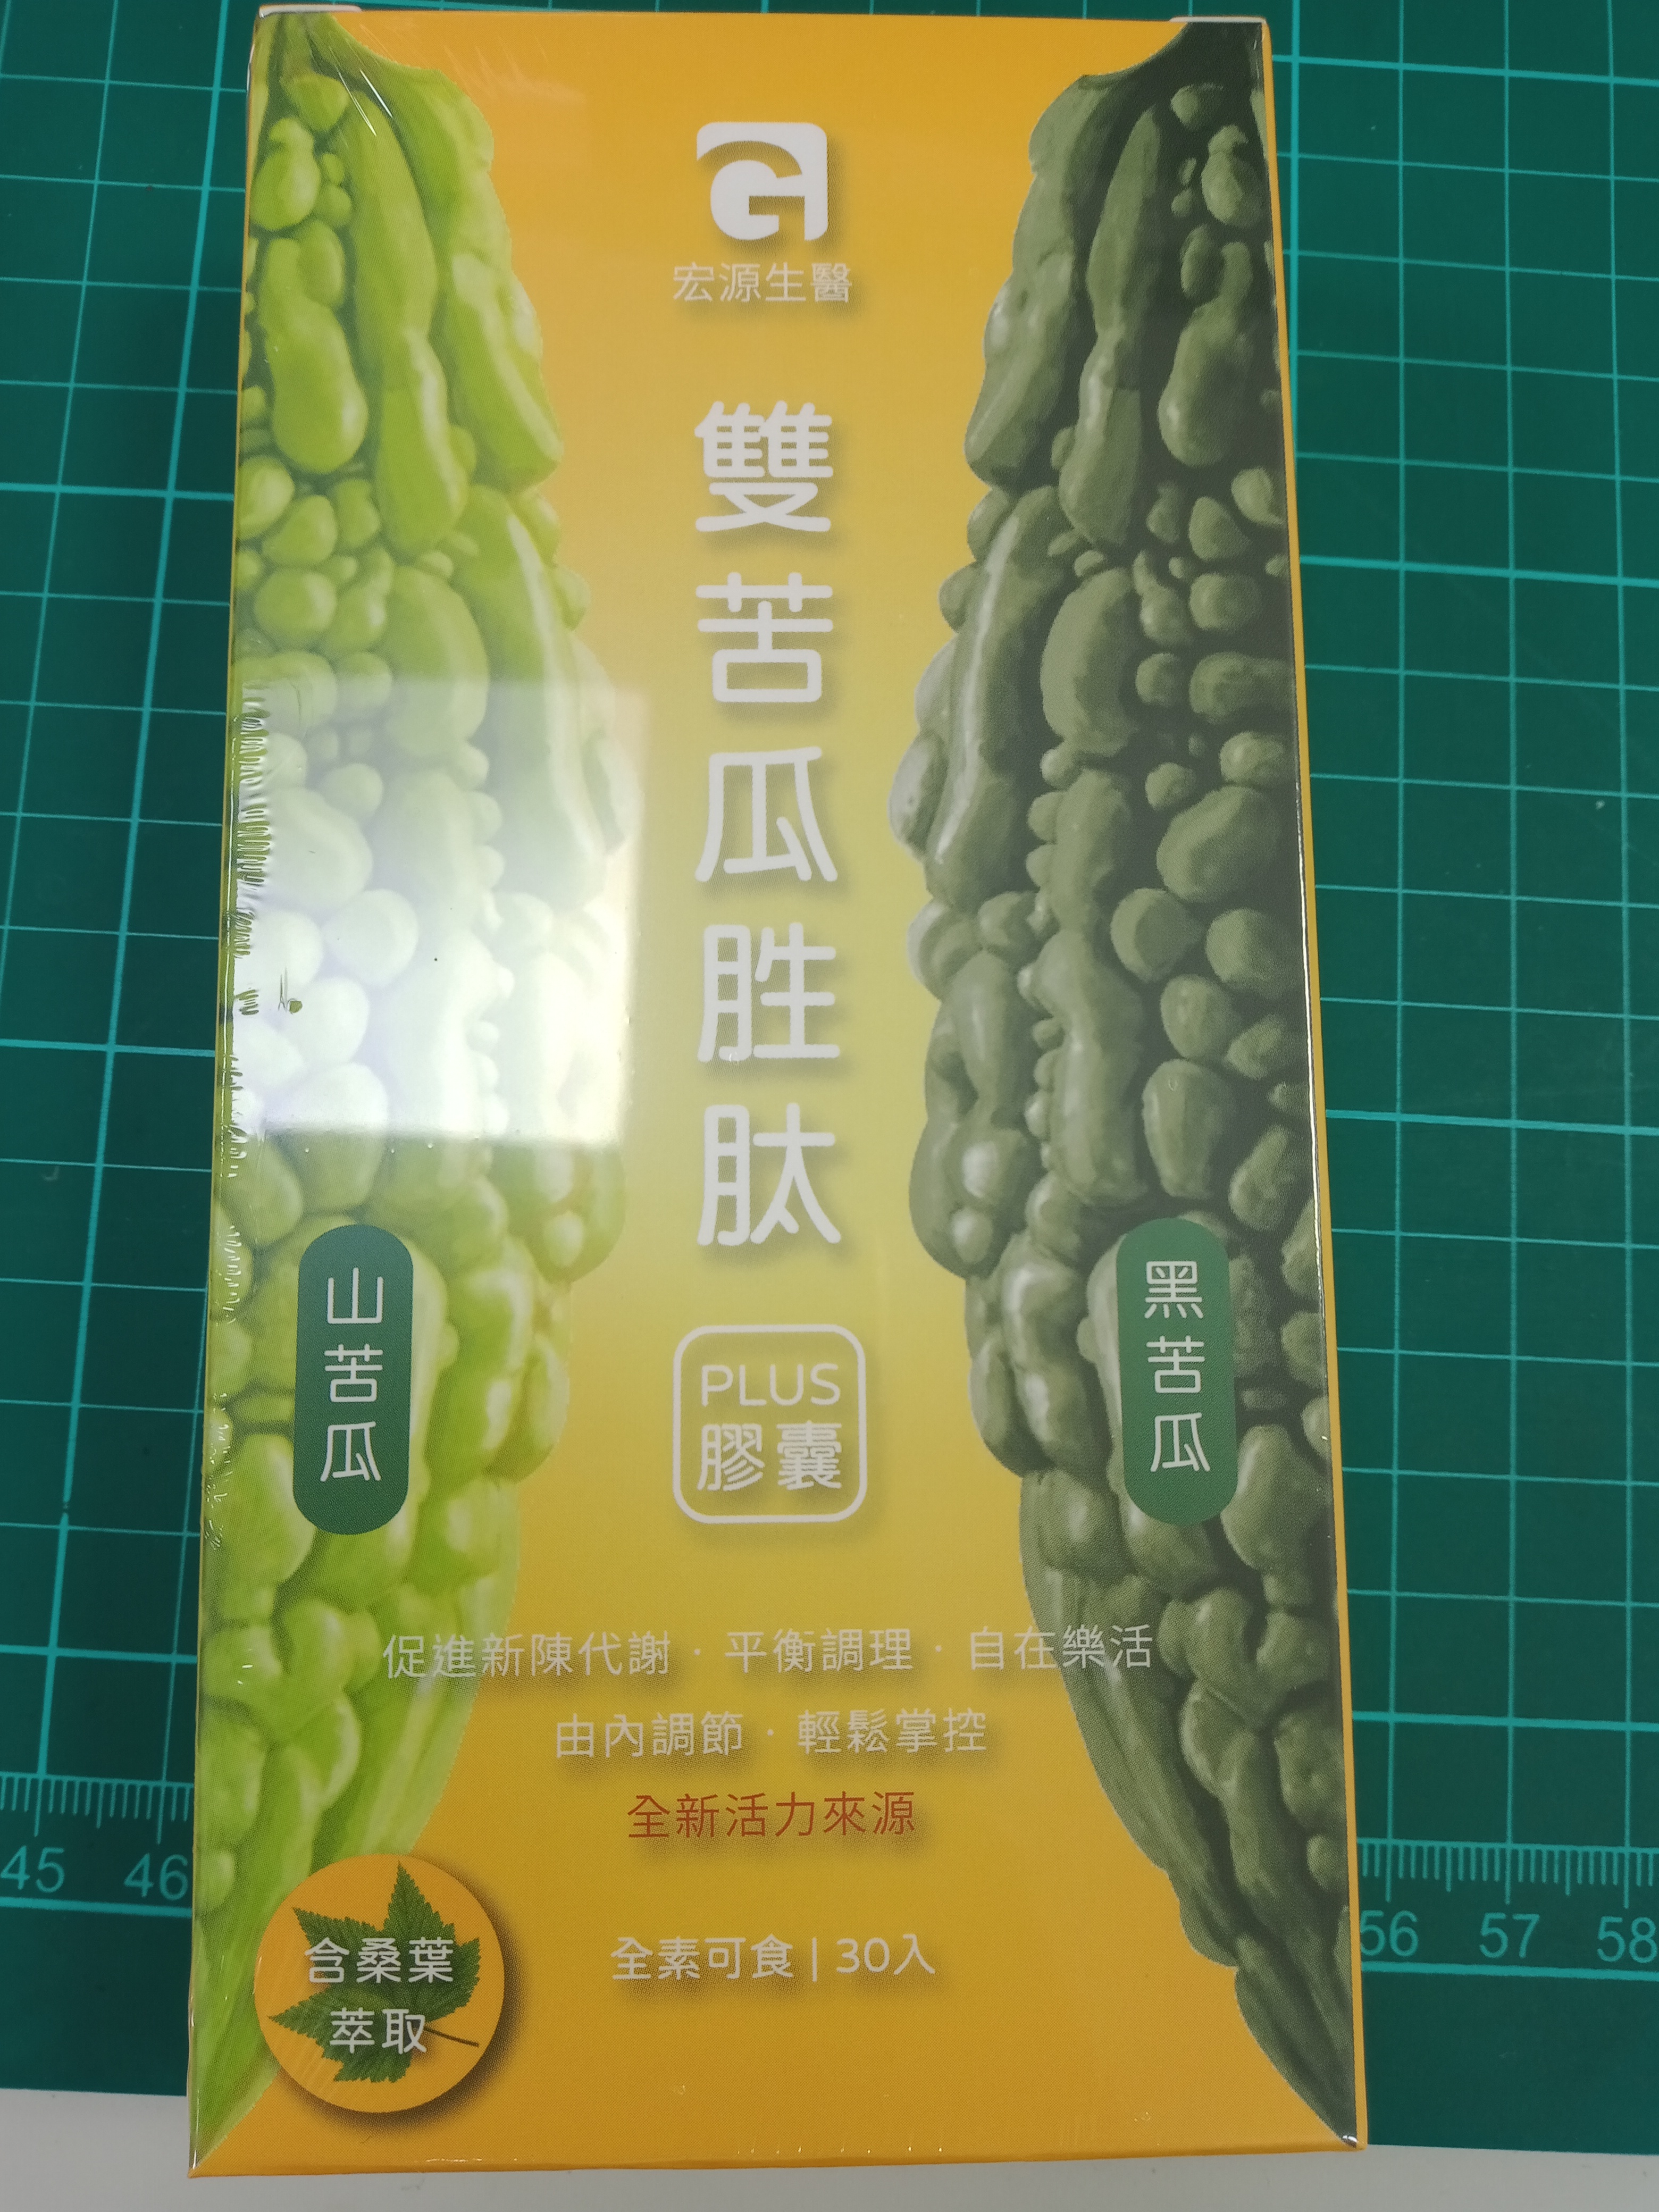 宏源生醫
雙苦瓜胜肽
PLUS
膠囊
山苦瓜
黑苦瓜
促進新陳代謝·平衡調理·自在樂活
由內調節·輕鬆掌控
全新活力來源
全素可食|30入
含桑葉
萃取
45 46
56 57 58